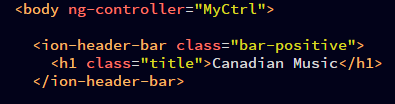 <body ng-controller="MyCtrl">
<ion-header-bar class="bar-positive">
<h1 class="title">Canadian Music</h1>
</ion-header-bar>